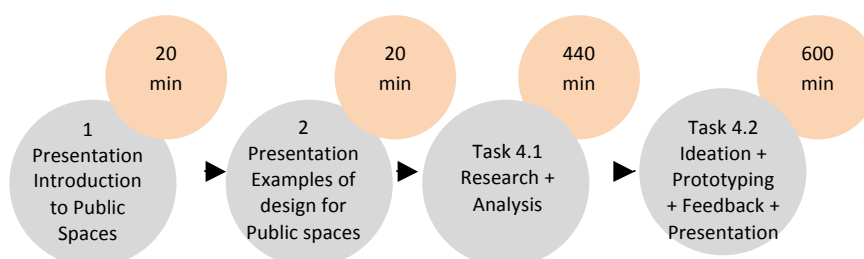 20
min
1
Presentation
Introduction
to Public
Spaces
20
min
2
Presentation
Examples of
design for
Public spaces
440
min
Task 4.1
Research +
Analysis
600
min
Task 4.2
Ideation +
Prototyping
+ Feedback +
Presentation